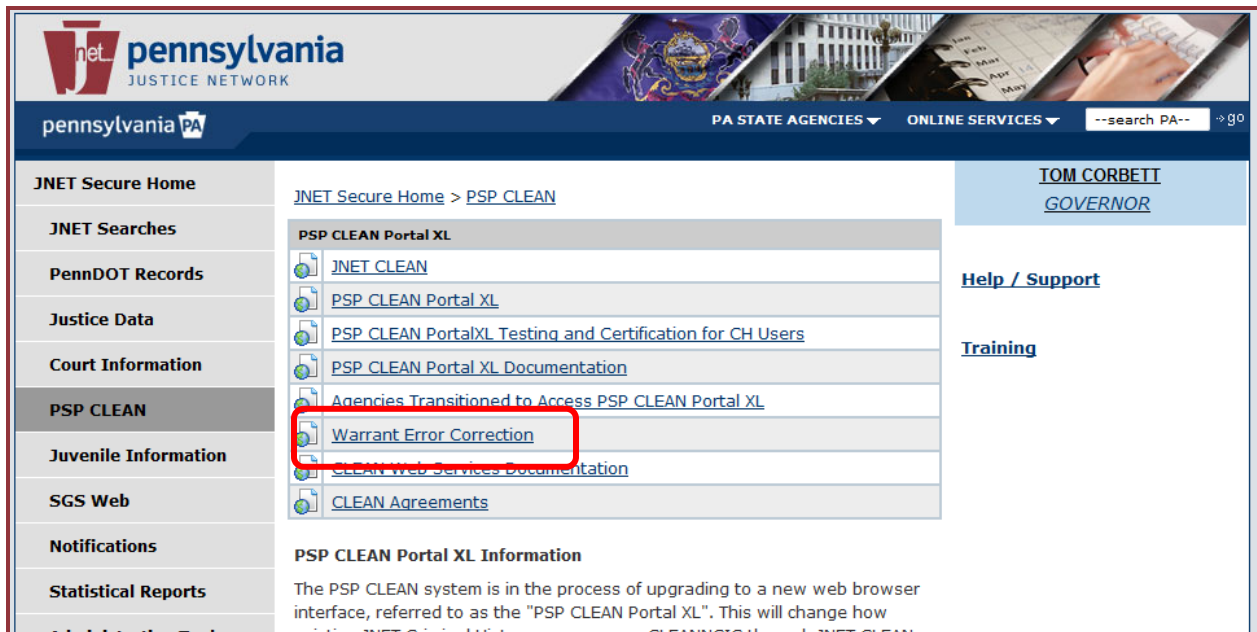 Jnet pennsylvania
JUSTICE NETWORK
Jan
Feb
Mar
Apr
May
pennsylvania PA
PA STATE AGENCIES
ONLINE SERVICES
--search PA--
go
JNET Secure Home
JNET Searches
PennDOT Records
Justice Data
Court Information
PSP CLEAN
Juvenile Information
SGS Web
Notifications
Statistical Reports
JNET Secure Home > PSP CLEAN
PSP CLEAN Portal XL
JNET CLEAN
PSP CLEAN Portal XL
PSP CLEAN PortalXL Testing and Certification for CH Users
PSP CLEAN Portal XL Documentation
Agencies Transitioned to Access PSP CLEAN Portal XL
Warrant Error Correction
CLEAN Web Services Documentation
CLEAN Agreements
PSP CLEAN Portal XL Information
The PSP CLEAN system is in the process of upgrading to a new web browser
interface, referred to as the "PSP CLEAN Portal XL". This will change how
TOM CORBETT
GOVERNOR
Help / Support
Training